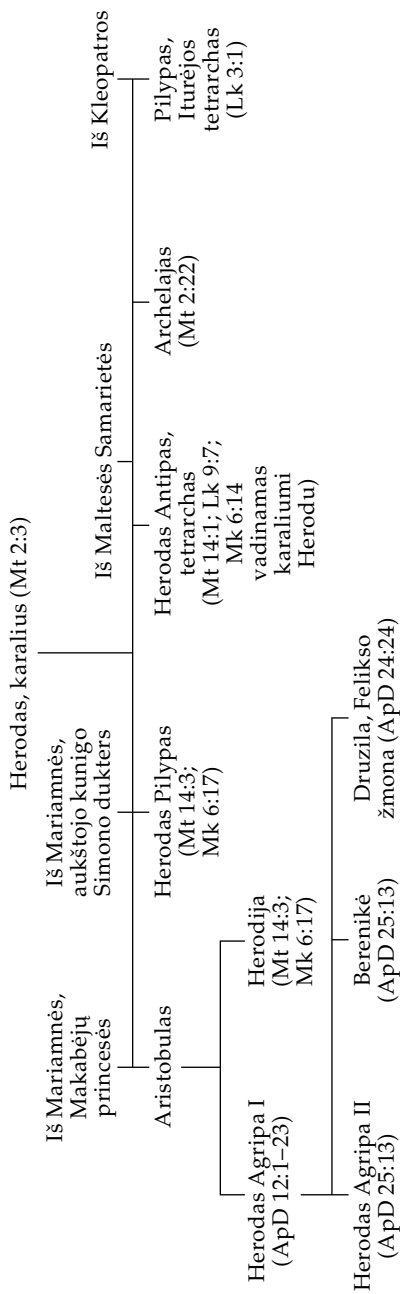 Herodas, karalius (Mt 2:3)
Iš Mariamnės,
Makabėjų
princesės
Iš Mariamnės,
aukštojo kunigo
Simono dukters
Iš Maltesės Samarietės
Iš Kleopatros
Aristobulas
Herodas Pilypas
(Mt 14:3;
Mk 6:17)
Herodas Antipas,
tetrarchas
(Mt 14:1; Lk 9:7;
Mk 6:14
vadinamas
karaliumi
Herodu)
Archelajas
(Mt 2:22)
Pilypas,
Iturėjos
tetrarchas
(Lk 3:1)
Herodas Agripa I
(ApD 12:1–23)
Herodija
(Mt 14:3;
Mk 6:17)
Herodas Agripa II
(ApD 25:13)
Berenikė
(ApD 25:13)
Druzila, Felikso
žmona (ApD 24:24)